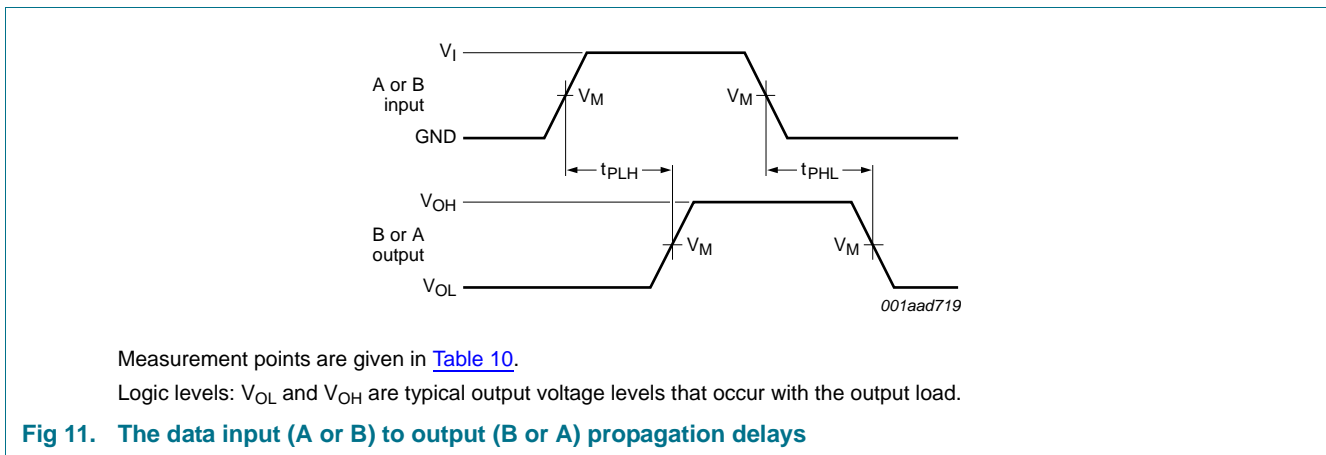 V_I
A or B
input
V_M
V_M
GND
t_PLH
t_PHL
V_OH
B or A
output
V_M
V_M
V_OL
001aad719
Measurement points are given in Table 10.
Logic levels: V_OL and V_OH are typical output voltage levels that occur with the output load.
Fig 11. The data input (A or B) to output (B or A) propagation delays